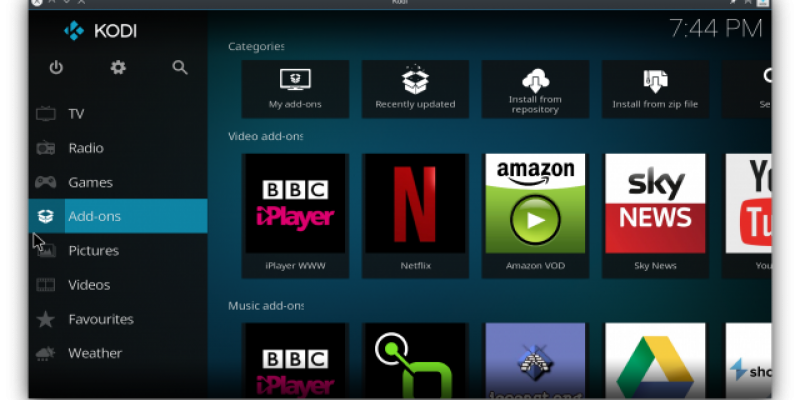 Kodi
KODI
7:44 PM
TV
Radio
Games
Add-ons
Pictures
Videos
Favourites
Weather
Categories
My add-ons
Recently updated
Install from
repository
Install from zip file
Se
Video add-ons
BBC
iPlayer
iPlayer WWW
N
Netflix
amazon
Amazon VOD
sky
NEWS
Sky News
Yo
Tu
You
Music add-ons
BBC
iPlayer
sho